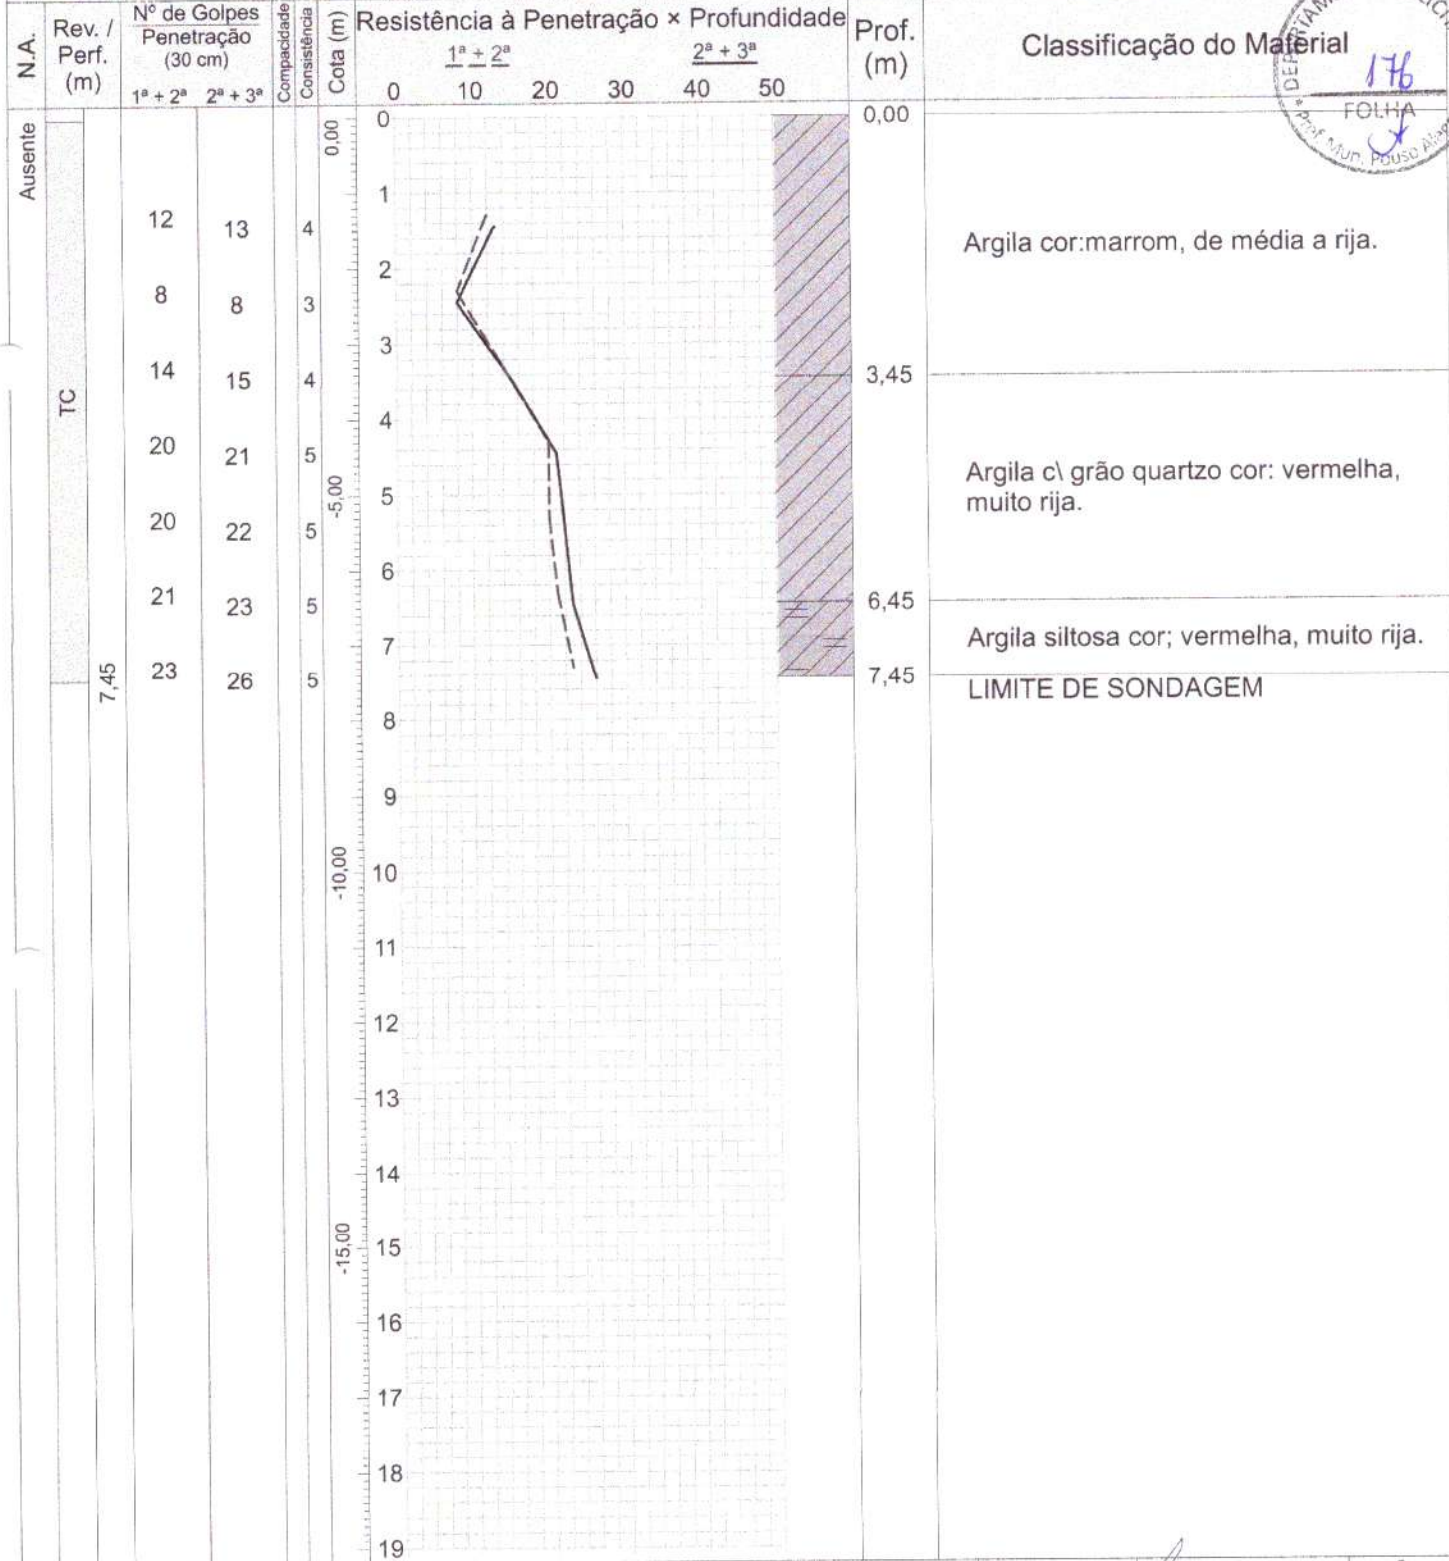 N.A.
Rev. /
Perf.
(m)
Nº de Golpes
Penetração
(30 cm)
1ª + 2ª 2ª + 3ª
Compacidade
Consistência
Cota (m)
Resistência à Penetração × Profundidade
1ª + 2ª 2ª + 3ª
0 10 20 30 40 50
Prof.
(m)
Classificação do Material
176
FOLHA
Mun. Pouso
Ausente
TC
7,45
12 13 4
8 8 3
14 15 4
20 21 5
20 22 5
21 23 5
23 26 5
0,00
-5,00
-10,00
-15,00
0
1
2
3
4
5
6
7
8
9
10
11
12
13
14
15
16
17
18
19
0,00
Argila cor:marrom, de média a rija.
3,45
Argila c\ grão quartzo cor: vermelha,
muito rija.
6,45
Argila siltosa cor; vermelha, muito rija.
7,45
LIMITE DE SONDAGEM